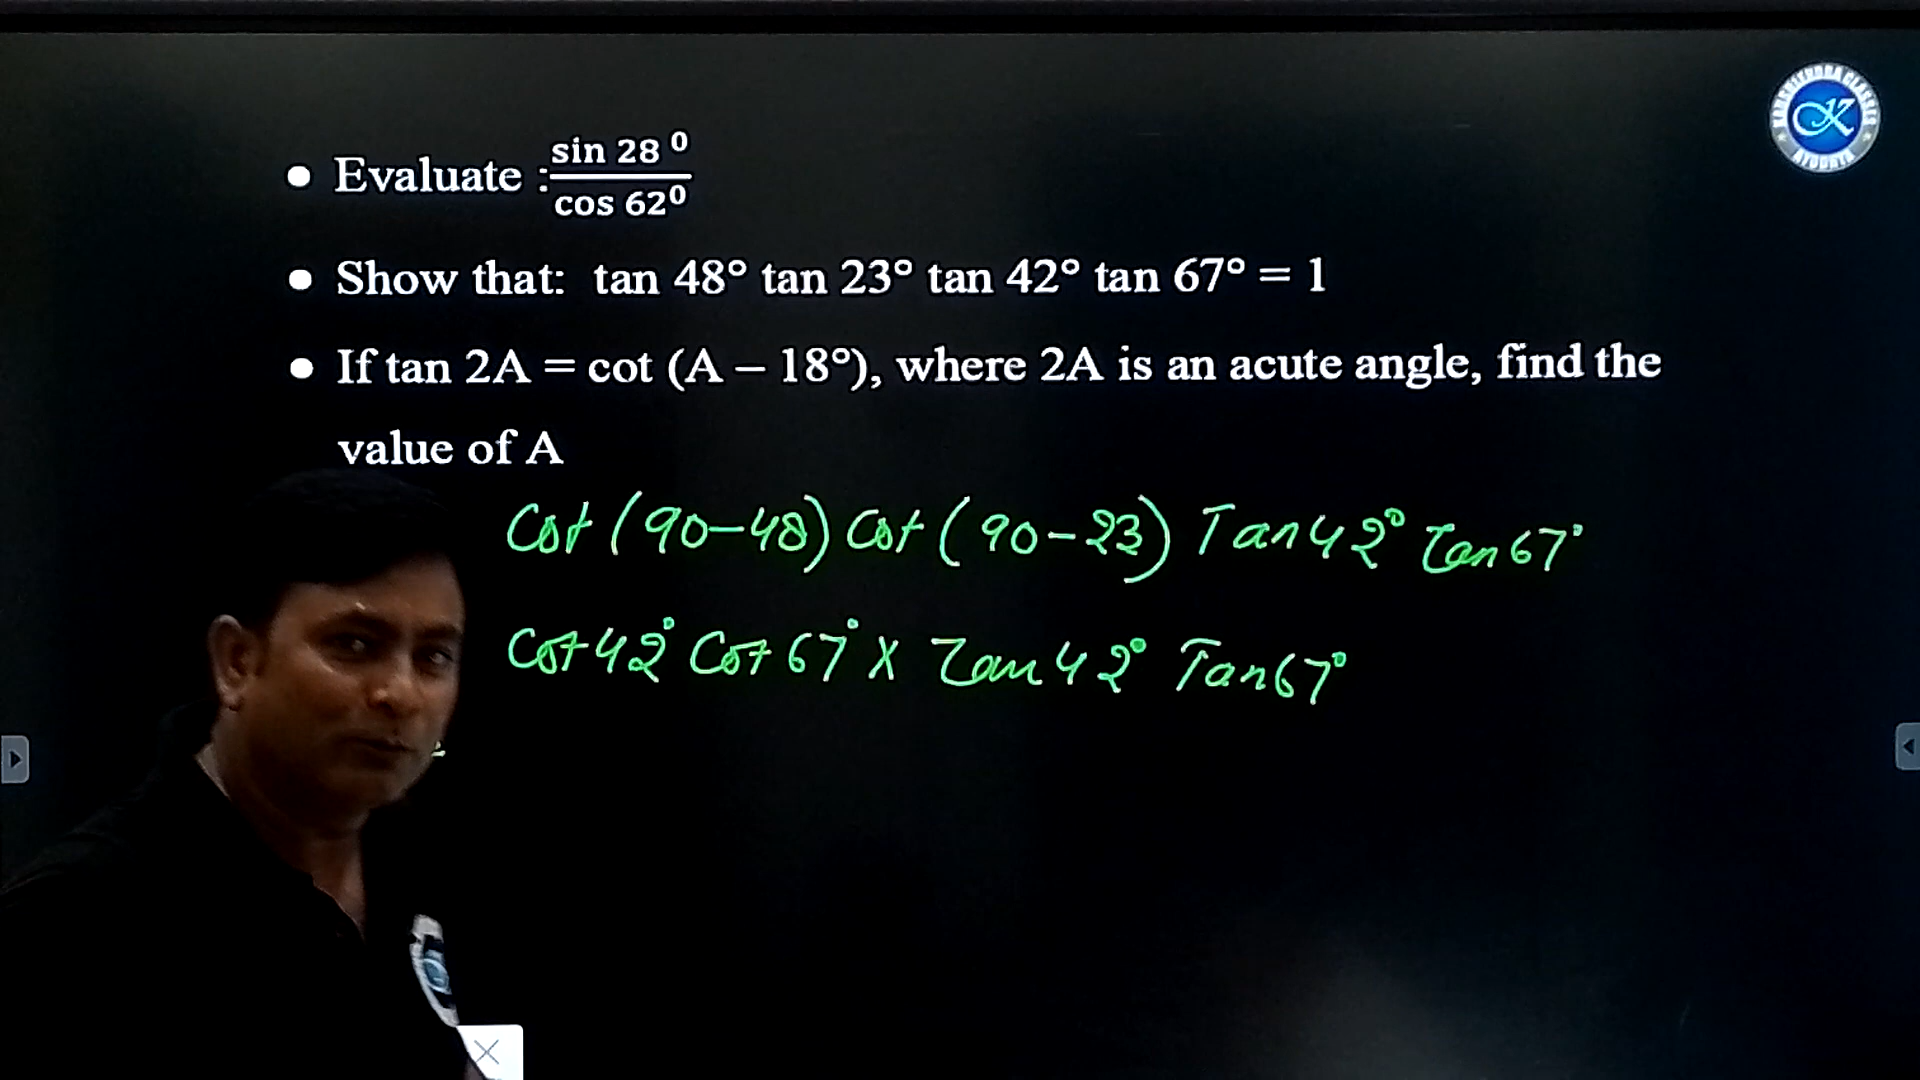 Evaluate : sin 28 ⁰ / cos 62⁰
Show that: tan 48° tan 23° tan 42° tan 67° = 1
If tan 2A = cot (A – 18°), where 2A is an acute angle, find the
value of A
Cot (90-48) Cot (90-23) Tan 42° Tan 67°
Cot 42° Cot 67° x Tan 42° Tan 67°
CLASSES
K